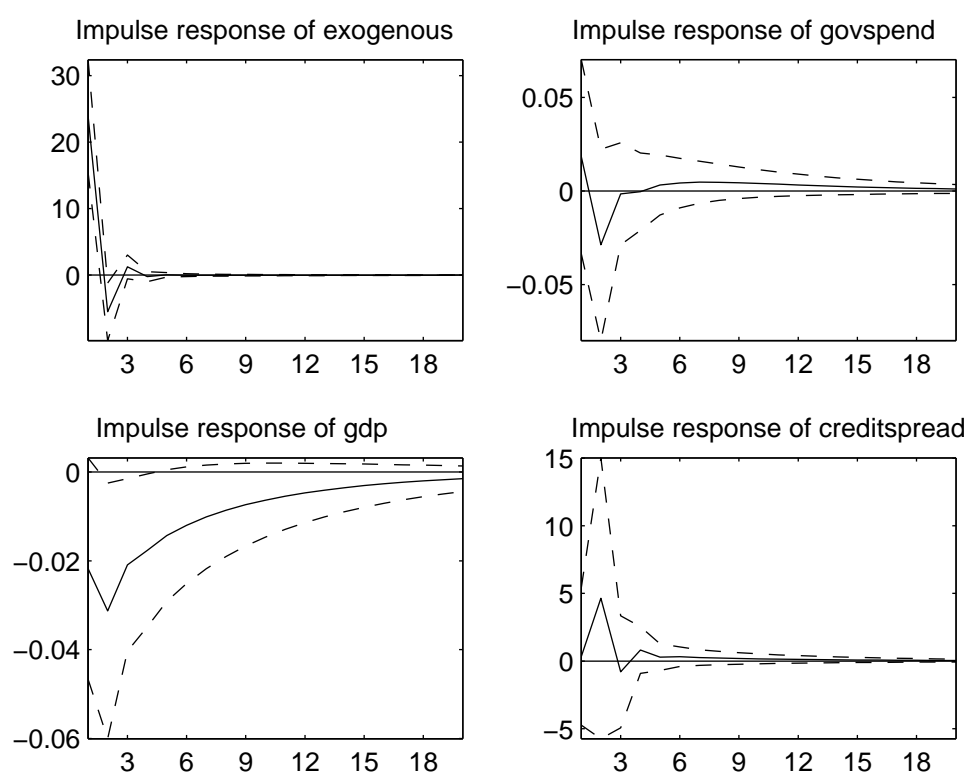 Impulse response of exogenous
30
20
10
0
3 6 9 12 15 18
Impulse response of govspend
0.05
0
−0.05
3 6 9 12 15 18
Impulse response of gdp
0
−0.02
−0.04
−0.06
3 6 9 12 15 18
Impulse response of creditspread
15
10
5
0
−5
3 6 9 12 15 18